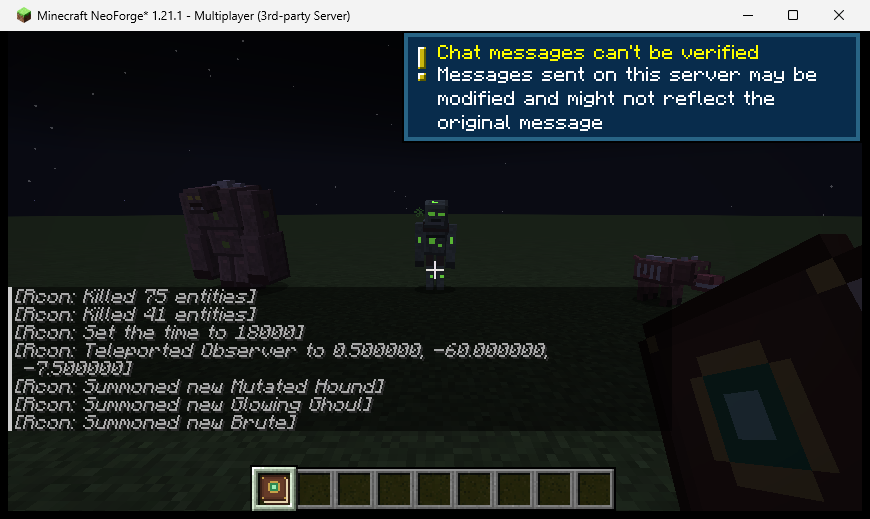 Minecraft NeoForge* 1.21.1 - Multiplayer (3rd-party Server)
Chat messages can't be verified
Messages sent on this server may be
modified and might not reflect the
original message
[Rcon: Killed 75 entities]
[Rcon: Killed 41 entities]
[Rcon: Set the time to 18000]
[Rcon: Teleported Observer to 0.500000, -60.000000,
-7.500000]
[Rcon: Summoned new Mutated Hound]
[Rcon: Summoned new Glowing Ghoul]
[Rcon: Summoned new Brute]